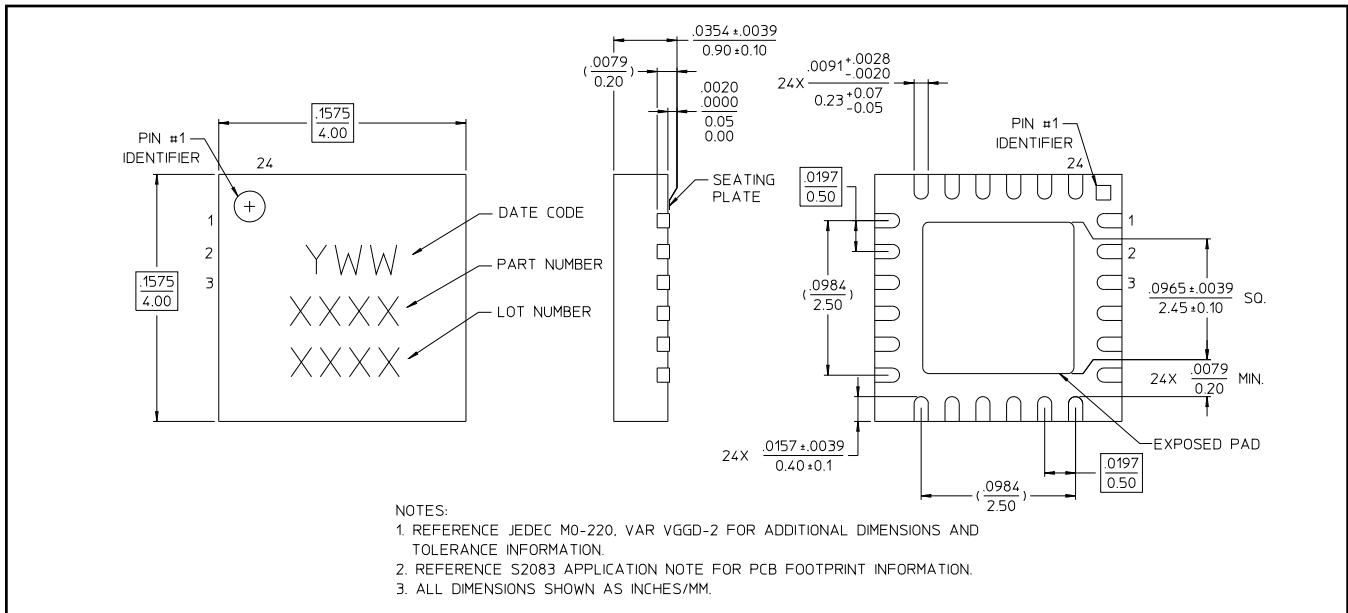 .0354 ±.0039
0.90 ±0.10
(.0079
0.20)
.0020
.0000
0.05
0.00
24X .0091 +.0028
-.0020
0.23 +0.07
-0.05
.1575
4.00
PIN #1
IDENTIFIER
24
1
2
3
.1575
4.00
DATE CODE
YWW
PART NUMBER
XXXX
LOT NUMBER
XXXX
SEATING
PLATE
.0197
0.50
(.0984
2.50)
PIN #1
IDENTIFIER
24
1
2
3
.0965 ±.0039
2.45 ±0.10 SQ.
24X .0079
0.20 MIN.
EXPOSED PAD
24X .0157 ±.0039
0.40 ±0.1
.0197
0.50
(.0984
2.50)
NOTES:
1. REFERENCE JEDEC M0-220, VAR VGGD-2 FOR ADDITIONAL DIMENSIONS AND
TOLERANCE INFORMATION.
2. REFERENCE S2083 APPLICATION NOTE FOR PCB FOOTPRINT INFORMATION.
3. ALL DIMENSIONS SHOWN AS INCHES/MM.